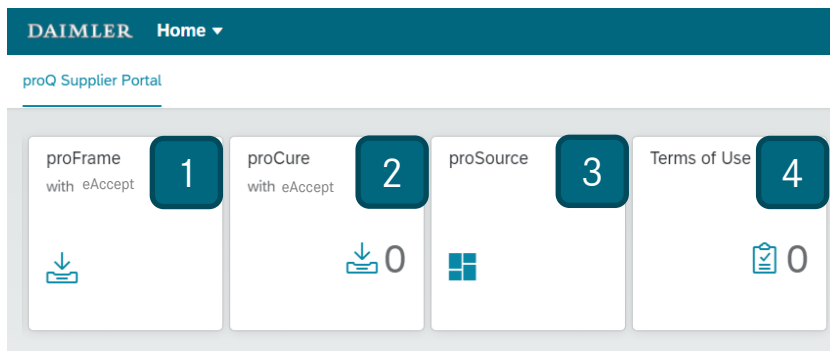 DAIMLER Home
proQ Supplier Portal
proFrame
with eAccept
1
proCure
with eAccept
2
0
proSource
3
Terms of Use
4
0